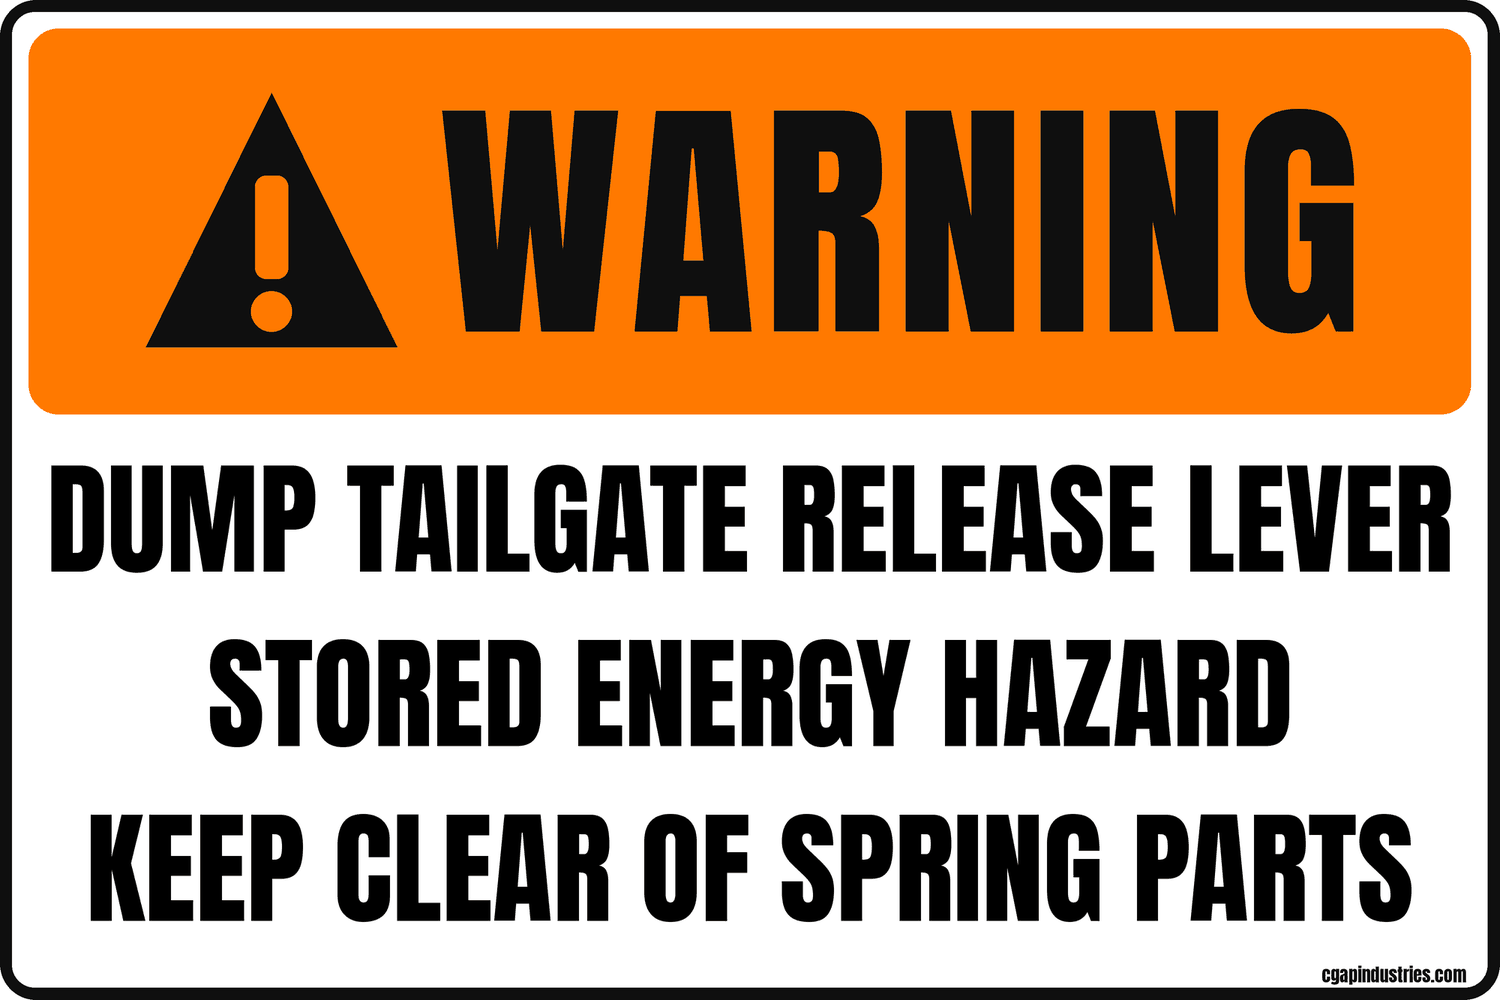 WARNING
DUMP TAILGATE RELEASE LEVER
STORED ENERGY HAZARD
KEEP CLEAR OF SPRING PARTS
cgapindustries.com